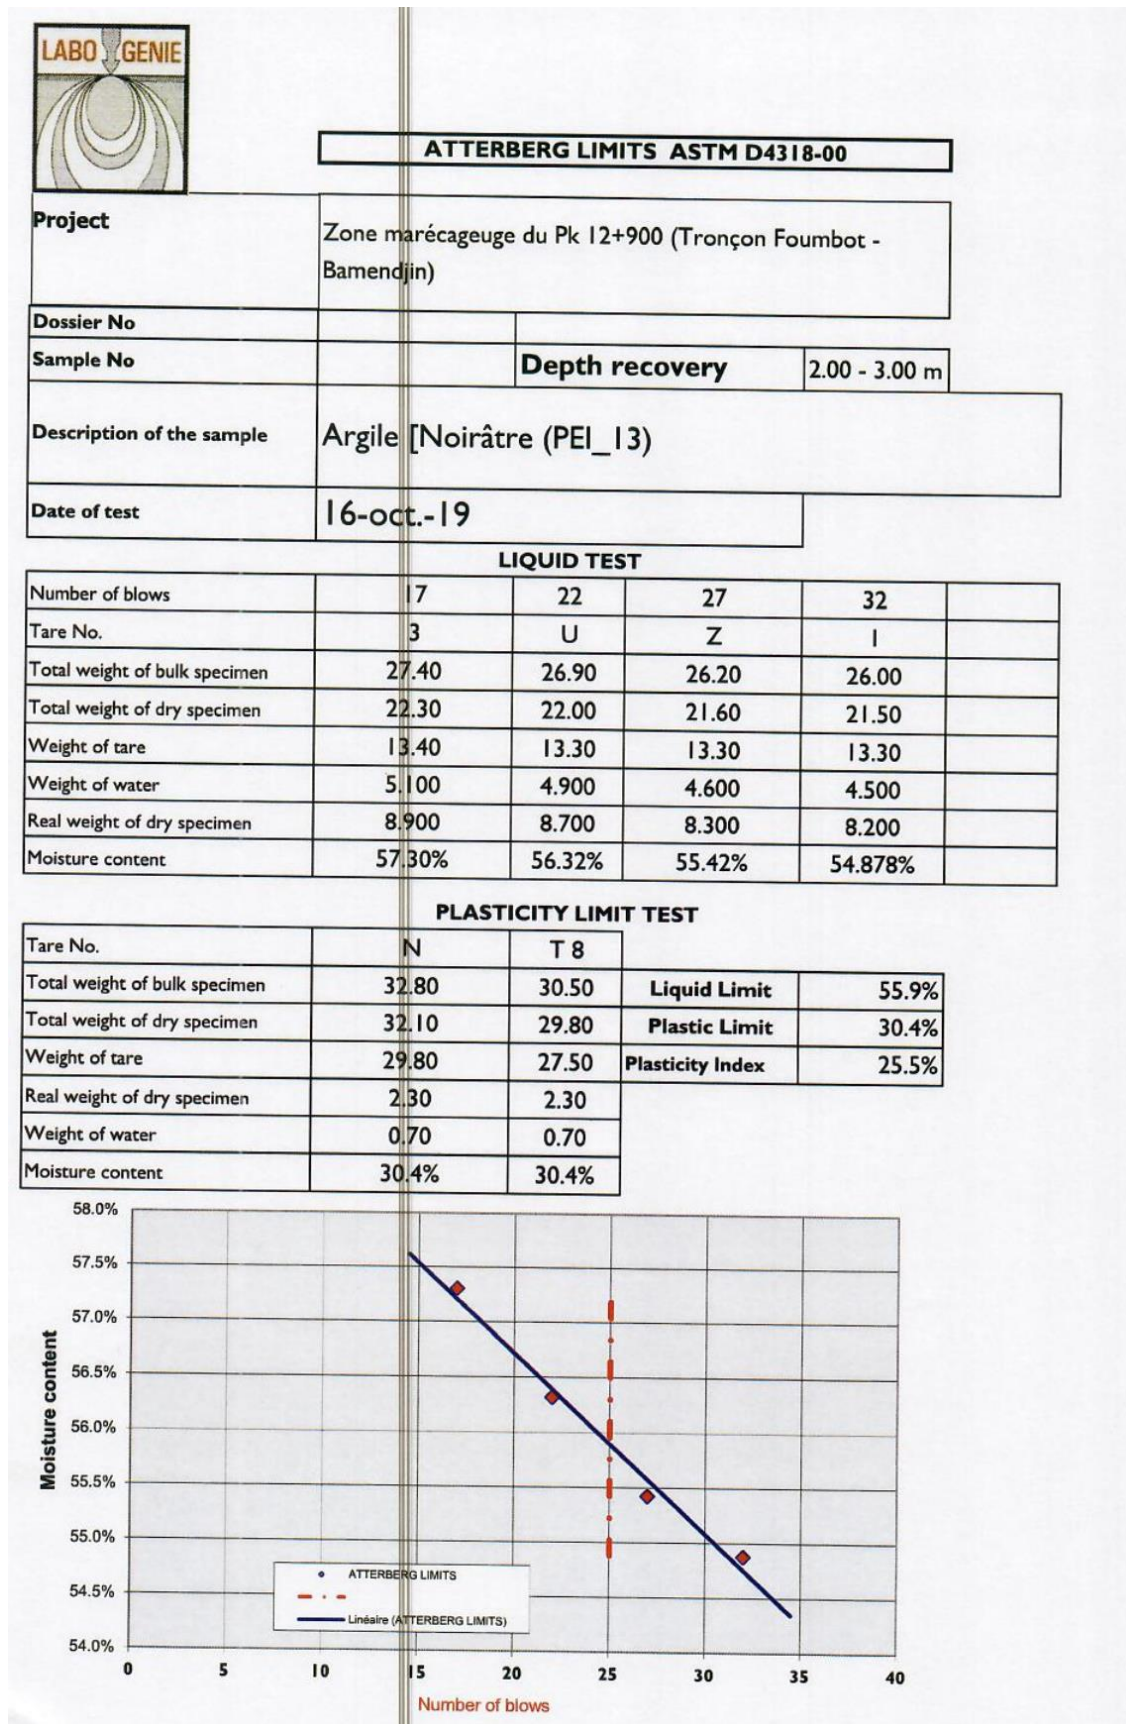 LABO GENIE
ATTERBERG LIMITS ASTM D4318-00
Project
Zone marécageuge du Pk 12+900 (Tronçon Foumbot -
Bamendjin)
Dossier No
Sample No Depth recovery 2.00 - 3.00 m
Description of the sample Argile [Noirâtre (PEI_13)
Date of test 16-oct.-19
LIQUID TEST
Number of blows 17 22 27 32
Tare No. 3 U Z I
Total weight of bulk specimen 27.40 26.90 26.20 26.00
Total weight of dry specimen 22.30 22.00 21.60 21.50
Weight of tare 13.40 13.30 13.30 13.30
Weight of water 5.100 4.900 4.600 4.500
Real weight of dry specimen 8.900 8.700 8.300 8.200
Moisture content 57.30% 56.32% 55.42% 54.878%
PLASTICITY LIMIT TEST
Tare No. N T 8
Total weight of bulk specimen 32.80 30.50 Liquid Limit 55.9%
Total weight of dry specimen 32.10 29.80 Plastic Limit 30.4%
Weight of tare 29.80 27.50 Plasticity Index 25.5%
Real weight of dry specimen 2.30 2.30
Weight of water 0.70 0.70
Moisture content 30.4% 30.4%
58.0%
57.5%
57.0%
56.5%
56.0%
55.5%
55.0%
54.5%
54.0%
Moisture content
ATTERBERG LIMITS
Linéaire (ATTERBERG LIMITS)
0 5 10 15 20 25 30 35 40
Number of blows